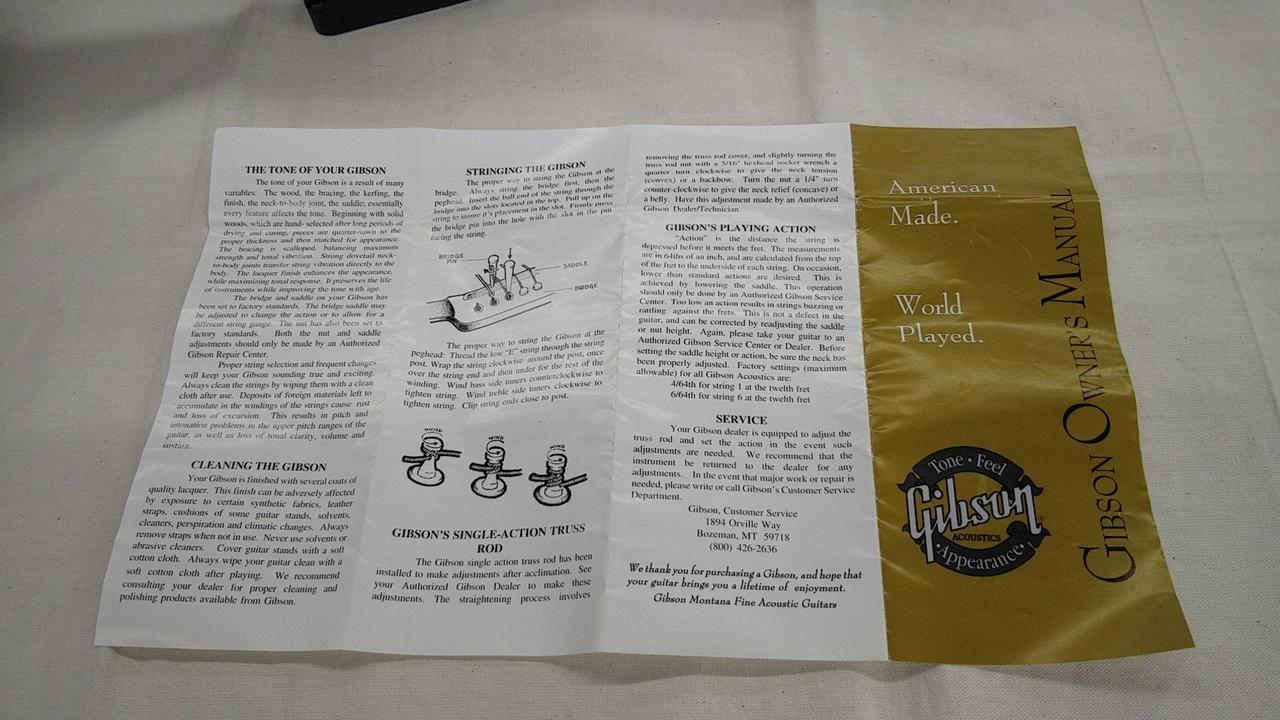 THE TONE OF YOUR GIBSON
The tone of your Gibson is a result of many
variables: The wood, the bracing, the kerfing, the
finish, the neck-to-body joint, the saddle; essentially
every feature affects the tone. Beginning with solid
woods, which are hand- selected after long periods of
drying and curing, pieces are quarter-sawn to the
proper thickness and then matched for appearance.
The bracing is scalloped, balancing maximum
strength and tonal vibration. Strong dovetail neck-
to-body joints transfer string vibration directly to the
body. The lacquer finish enhances the appearance,
while maximizing tonal response. It preserves the life
of instruments while improving the tone with age.
The bridge and saddle on your Gibson has
been set to factory standards. The bridge saddle may
be adjusted to change the action or to allow for a
different string gauge. The nut has also been set to
factory standards. Both the nut and saddle
adjustments should only be made by an Authorized
Gibson Repair Center.
Proper string selection and frequent changes
will keep your Gibson sounding true and exciting.
Always clean the strings by wiping them with a clean
cloth after use. Deposits of foreign materials left to
accumulate in the windings of the strings cause rust
and loss of excursion. This results in pitch and
intonation problems in the upper pitch ranges of the
guitar, as well as loss of tonal clarity, volume and
sustain.
CLEANING THE GIBSON
Your Gibson is finished with several coats of
quality lacquer. This finish can be adversely affected
by exposure to certain synthetic fabrics, leather
straps, cushions of some guitar stands, solvents,
cleaners, perspiration and climatic changes. Always
remove straps when not in use. Never use solvents or
abrasive cleaners. Cover guitar stands with a soft
cotton cloth. Always wipe your guitar clean with a
soft cotton cloth after playing. We recommend
consulting your dealer for proper cleaning and
polishing products available from Gibson.
STRINGING THE GIBSON
The proper way to string the Gibson at the
bridge: Always string the bridge first, then the
peghead. Insert the ball end of the string through the
bridge into the slots located in the top. Pull up on the
string to insure it's placement in the slot. Firmly press
the bridge pin into the hole with the slot in the pin
facing the string.
BRIDGE
PIN
SADDLE
BRIDGE
The proper way to string the Gibson at the
peghead: Thread the low "E" string through the string
post. Wrap the string clockwise around the post, once
over the string end and then under for the rest of the
winding. Wind bass side tuners counterclockwise to
tighten string. Wind treble side tuners clockwise to
tighten string. Clip string ends close to post.
WIND
WIND
WIND
GIBSON'S SINGLE-ACTION TRUSS
ROD
The Gibson single action truss rod has been
installed to make adjustments after acclimation. See
your Authorized Gibson Dealer to make these
adjustments. The straightening process involves
removing the truss rod cover, and slightly turning the
truss rod nut with a 5/16" hexhead socket wrench a
quarter turn clockwise to give the neck tension
(convex) or a backbow. Turn the nut a 1/4" turn
counter-clockwise to give the neck relief (concave) or
a belly. Have this adjustment made by an Authorized
Gibson Dealer/Technician.
GIBSON'S PLAYING ACTION
"Action" is the distance the string is
depressed before it meets the fret. The measurements
are in 64ths of an inch, and are calculated from the top
of the fret to the underside of each string. On occasion,
lower than standard actions are desired. This is
achieved by lowering the saddle. This operation
should only be done by an Authorized Gibson Service
Center. Too low an action results in strings buzzing or
rattling against the frets. This is not a defect in the
guitar, and can be corrected by readjusting the saddle
or nut height. Again, please take your guitar to an
Authorized Gibson Service Center or Dealer. Before
setting the saddle height or action, be sure the neck has
been properly adjusted. Factory settings (maximum
allowable) for all Gibson Acoustics are:
4/64th for string 1 at the twelth fret
6/64th for string 6 at the twelth fret
SERVICE
Your Gibson dealer is equipped to adjust the
truss rod and set the action in the event such
adjustments are needed. We recommend that the
instrument be returned to the dealer for any
adjustments. In the event that major work or repair is
needed, please write or call Gibson's Customer Service
Department.
Gibson, Customer Service
1894 Orville Way
Bozeman, MT 59718
(800) 426-2636
We thank you for purchasing a Gibson, and hope that
your guitar brings you a lifetime of enjoyment.
Gibson Montana Fine Acoustic Guitars
American
Made.
World
Played.
Tone • Feel
Gibson
ACOUSTICS
•Appearance•
GIBSON OWNER'S MANUAL